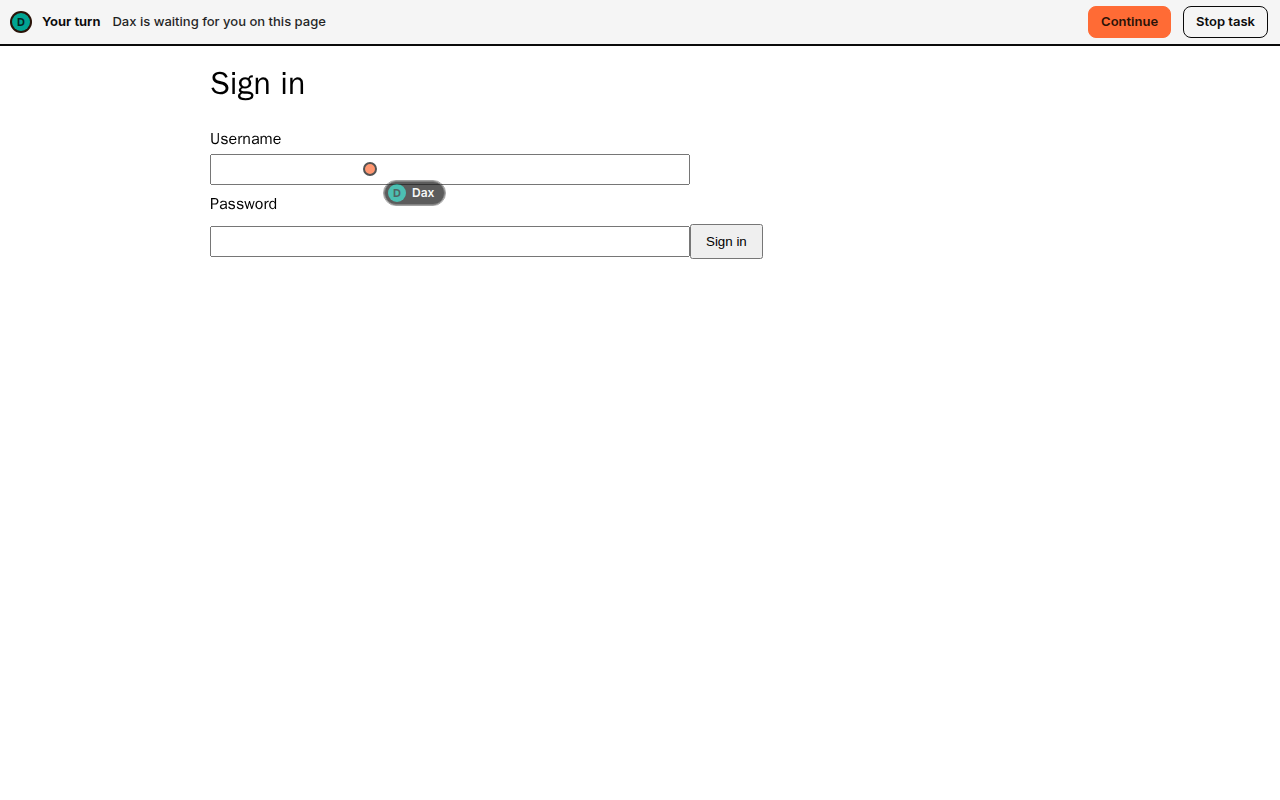 D Your turn Dax is waiting for you on this page Continue Stop task
Sign in
Username
D Dax
Password
Sign in